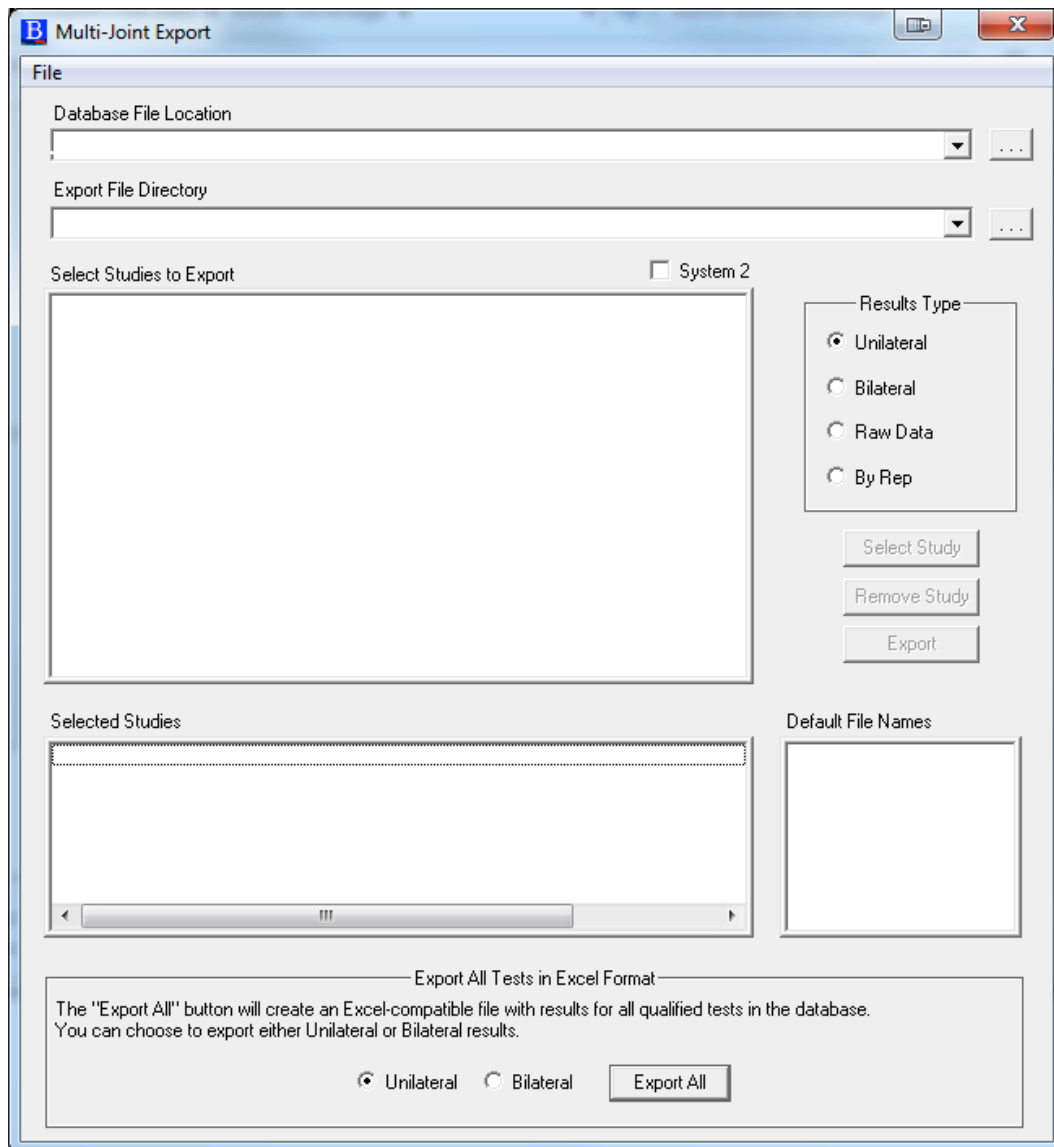 B Multi-Joint Export
File
Database File Location
...
Export File Directory
...
Select Studies to Export
System 2
Results Type
Unilateral
Bilateral
Raw Data
By Rep
Select Study
Remove Study
Export
Selected Studies
Default File Names
Export All Tests in Excel Format
The "Export All" button will create an Excel-compatible file with results for all qualified tests in the database.
You can choose to export either Unilateral or Bilateral results.
Unilateral Bilateral Export All